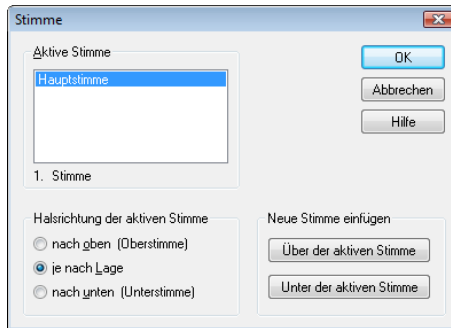 Stimme
Aktive Stimme
Hauptstimme
1. Stimme
OK
Abbrechen
Hilfe
Halsrichtung der aktiven Stimme
nach oben (Oberstimme)
je nach Lage
nach unten (Unterstimme)
Neue Stimme einfügen
Über der aktiven Stimme
Unter der aktiven Stimme